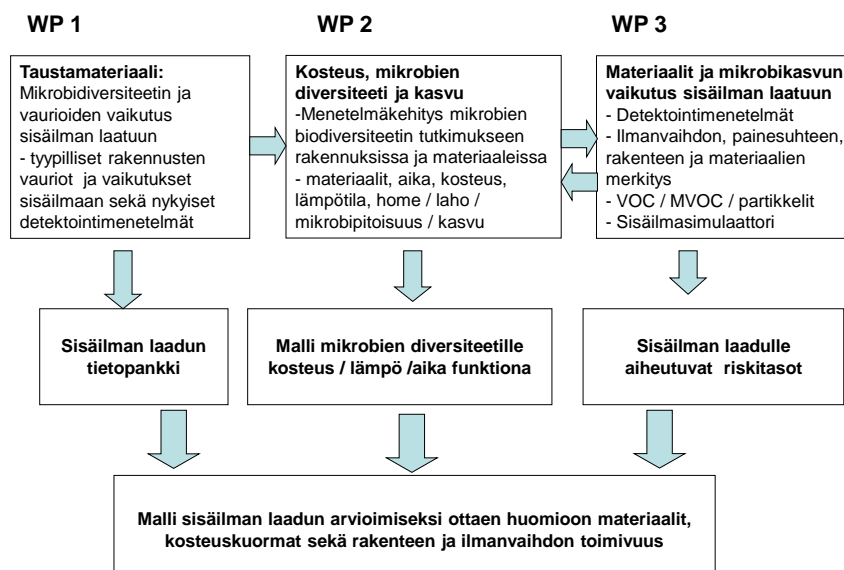 WP 1
WP 2
WP 3
Taustamateriaali:
Mikrobidiversiteetin ja
vaurioiden vaikutus
sisäilman laatuun
- tyypilliset rakennusten
vauriot ja vaikutukset
sisäilmaan sekä nykyiset
detektointimenetelmät
Kosteus, mikrobien
diversiteeti ja kasvu
-Menetelmäkehitys mikrobien
biodiversiteetin tutkimukseen
rakennuksissa ja materiaaleissa
- materiaalit, aika, kosteus,
lämpötila, home / laho /
mikrobipitoisuus / kasvu
Materiaalit ja mikrobikasvun
vaikutus sisäilman laatuun
- Detektointimenetelmät
- Ilmanvaihdon, painesuhteen,
rakenteen ja materiaalien
merkitys
- VOC / MVOC / partikkelit
- Sisäilmasimulaattori
Sisäilman laadun
tietopankki
Malli mikrobien diversiteetille
kosteus / lämpö /aika funktiona
Sisäilman laadulle
aiheutuvat riskitasot
Malli sisäilman laadun arvioimiseksi ottaen huomioon materiaalit,
kosteuskuormat sekä rakenteen ja ilmanvaihdon toimivuus